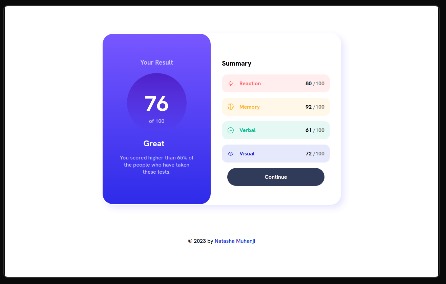 Your Result
76
of 100
Great
You scored higher than 65% of
the people who have taken
these tests.
Summary
Reaction 80 / 100
Memory 92 / 100
Verbal 61 / 100
Visual 72 / 100
Continue
© 2023 by Natasha Muhanji